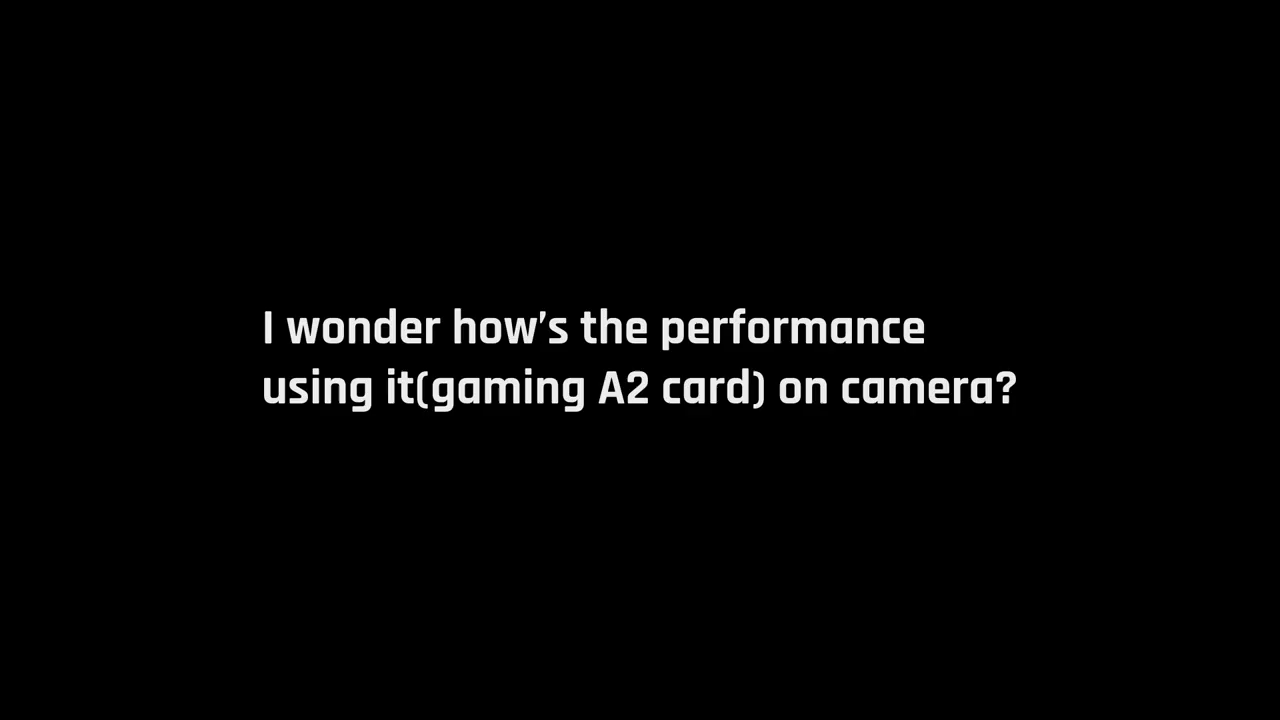 I wonder how’s the performance
using it(gaming A2 card) on camera?